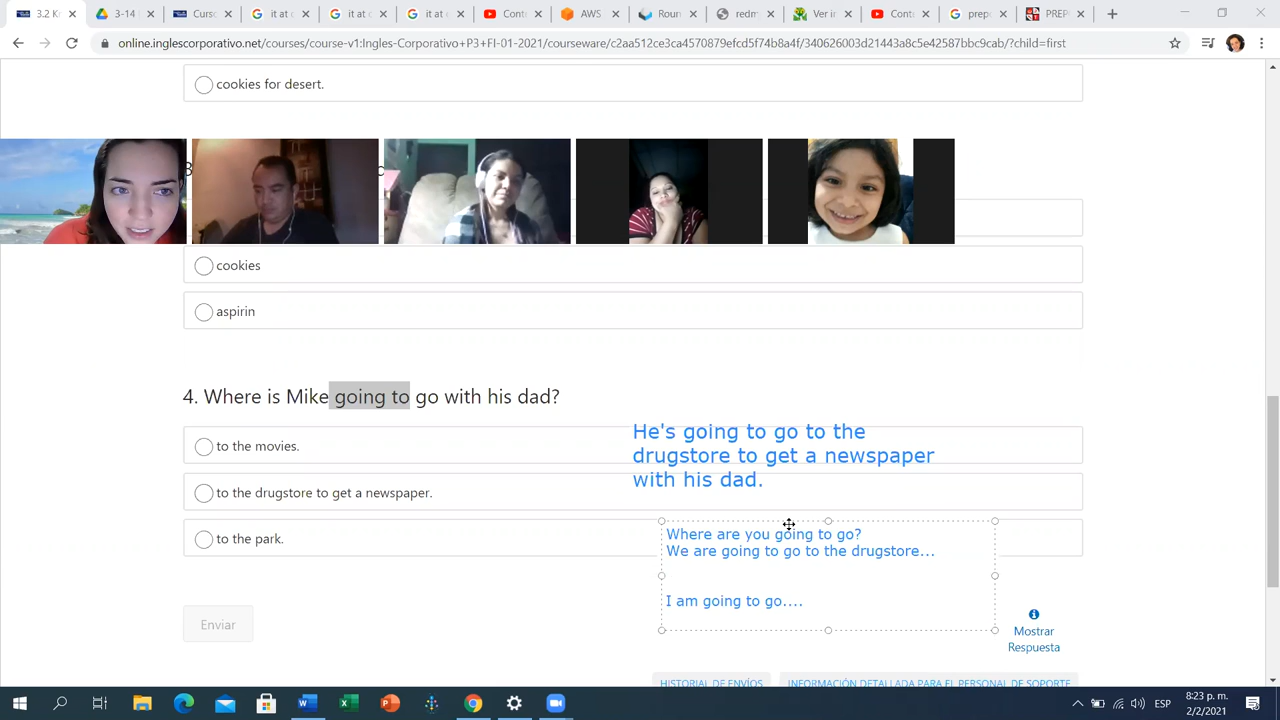 3.2 Kr
3-14 I
Curso
it at c
it at c
it at c
Cont
AWS
Roun
redm
Ver in
Cont
prep
PREP
online.inglescorporativo.net/courses/course-v1:Ingles-Corporativo+P3+FI-01-2021/courseware/c2aa512ce3ca4570879efcd5f74b8a4f/340626003d21443a8c5e42587bbc9cab/?child=first
cookies for desert.
cookies
aspirin
4. Where is Mike going to go with his dad?
to the movies.
He's going to go to the
drugstore to get a newspaper
with his dad.
to the drugstore to get a newspaper.
to the park.
Where are you going to go?
We are going to go to the drugstore...
I am going to go....
Enviar
Mostrar
Respuesta
HISTORIAL DE ENVÍOS
INFORMACIÓN DETALLADA PARA EL PERSONAL DE SOPORTE
ESP
8:23 p. m.
2/2/2021